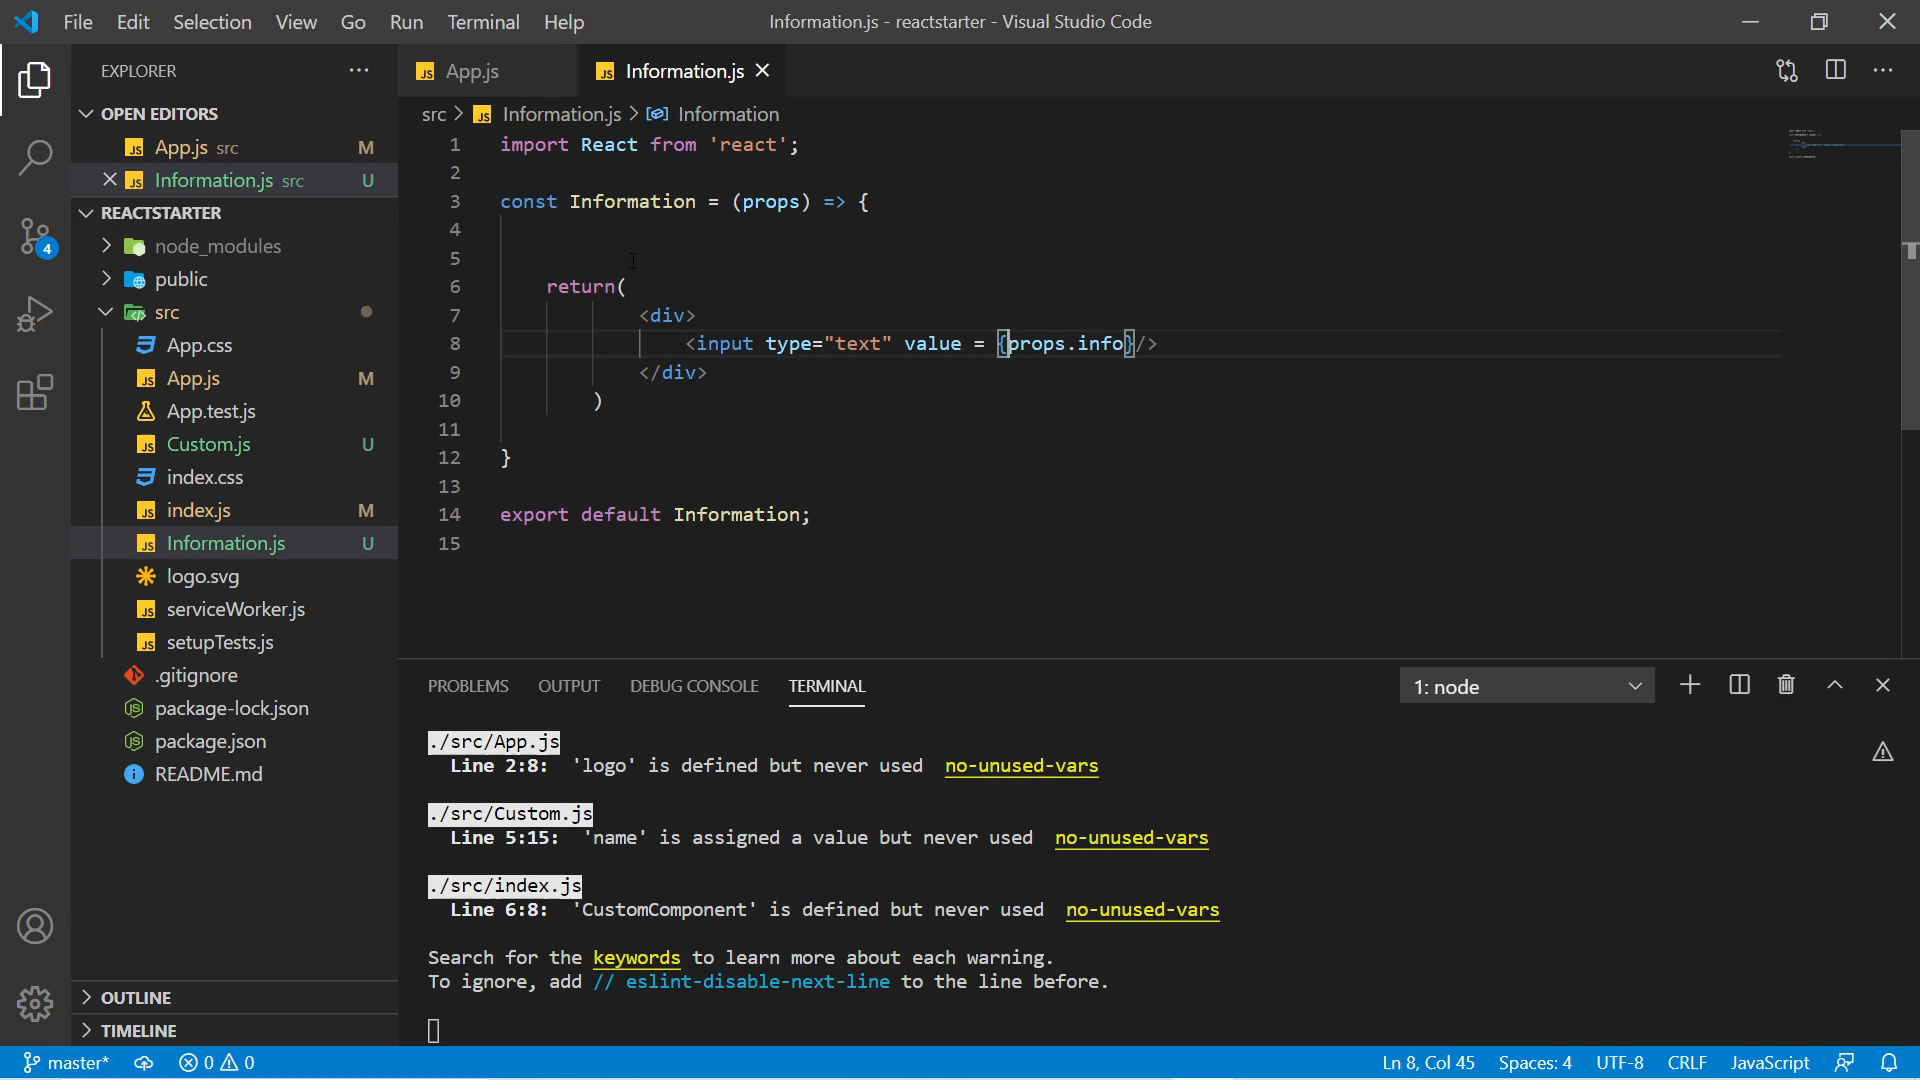 File Edit Selection View Go Run Terminal Help
Information.js - reactstarter - Visual Studio Code
EXPLORER
OPEN EDITORS
App.js src M
Information.js src U
REACTSTARTER
node_modules
public
src
App.css
App.js M
App.test.js
Custom.js U
index.css
index.js M
Information.js U
logo.svg
serviceWorker.js
setupTests.js
.gitignore
package-lock.json
package.json
README.md
OUTLINE
TIMELINE
4
App.js
Information.js
src > Information.js > Information
1 import React from 'react';
2
3 const Information = (props) => {
4
5
6 return(
7 <div>
8 <input type="text" value = {props.info}/>
9 </div>
10 )
11
12 }
13
14 export default Information;
15
PROBLEMS OUTPUT DEBUG CONSOLE TERMINAL
1: node
./src/App.js
Line 2:8: 'logo' is defined but never used no-unused-vars
./src/Custom.js
Line 5:15: 'name' is assigned a value but never used no-unused-vars
./src/index.js
Line 6:8: 'CustomComponent' is defined but never used no-unused-vars
Search for the keywords to learn more about each warning.
To ignore, add // eslint-disable-next-line to the line before.
master* 0 0
Ln 8, Col 45 Spaces: 4 UTF-8 CRLF JavaScript